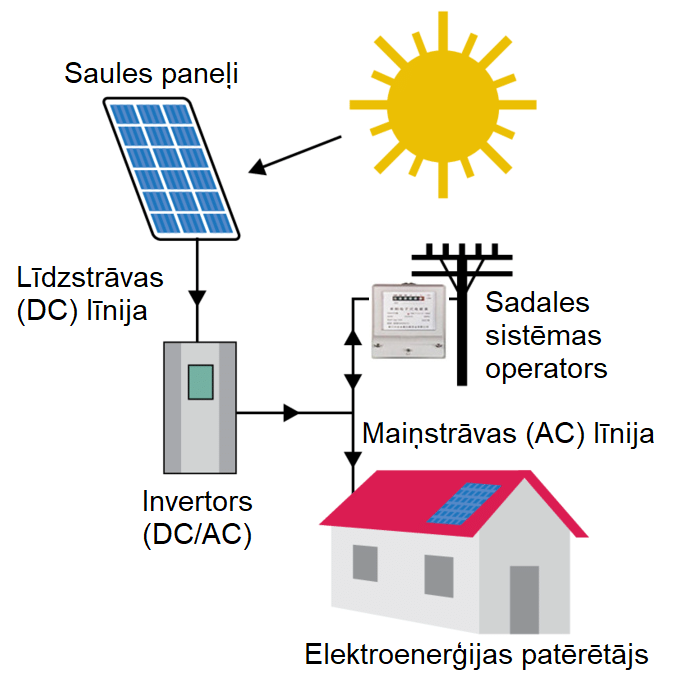 Saules paneļi
Līdzstrāvas
(DC) līnija
Sadales
sistēmas
operators
Maiņstrāvas (AC) līnija
Invertors
(DC/AC)
Elektroenerģijas patērētājs